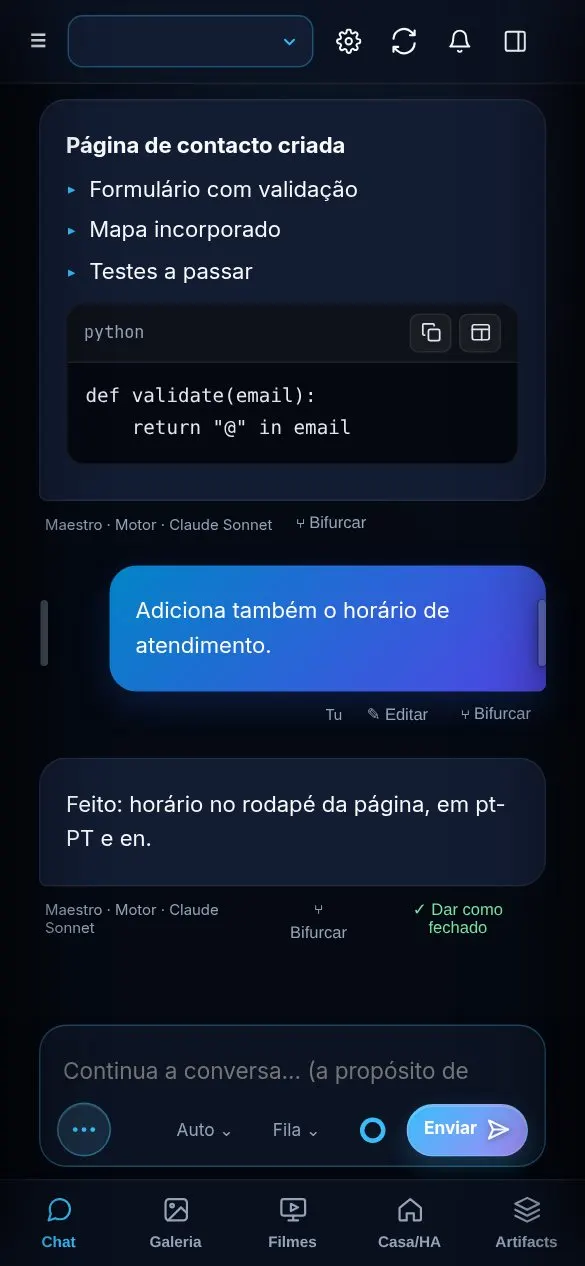 Página de contacto criada
▸ Formulário com validação
▸ Mapa incorporado
▸ Testes a passar
python
def validate(email):
    return "@" in email
Maestro · Motor · Claude Sonnet ⑂ Bifurcar
Adiciona também o horário de
atendimento.
Tu ✎ Editar ⑂ Bifurcar
Feito: horário no rodapé da página, em pt-
PT e en.
Maestro · Motor · Claude
Sonnet
⑂
Bifurcar
✓ Dar como
fechado
Continua a conversa... (a propósito de
Auto ⌄ Fila ⌄ Enviar
Chat Galeria Filmes Casa/HA Artifacts